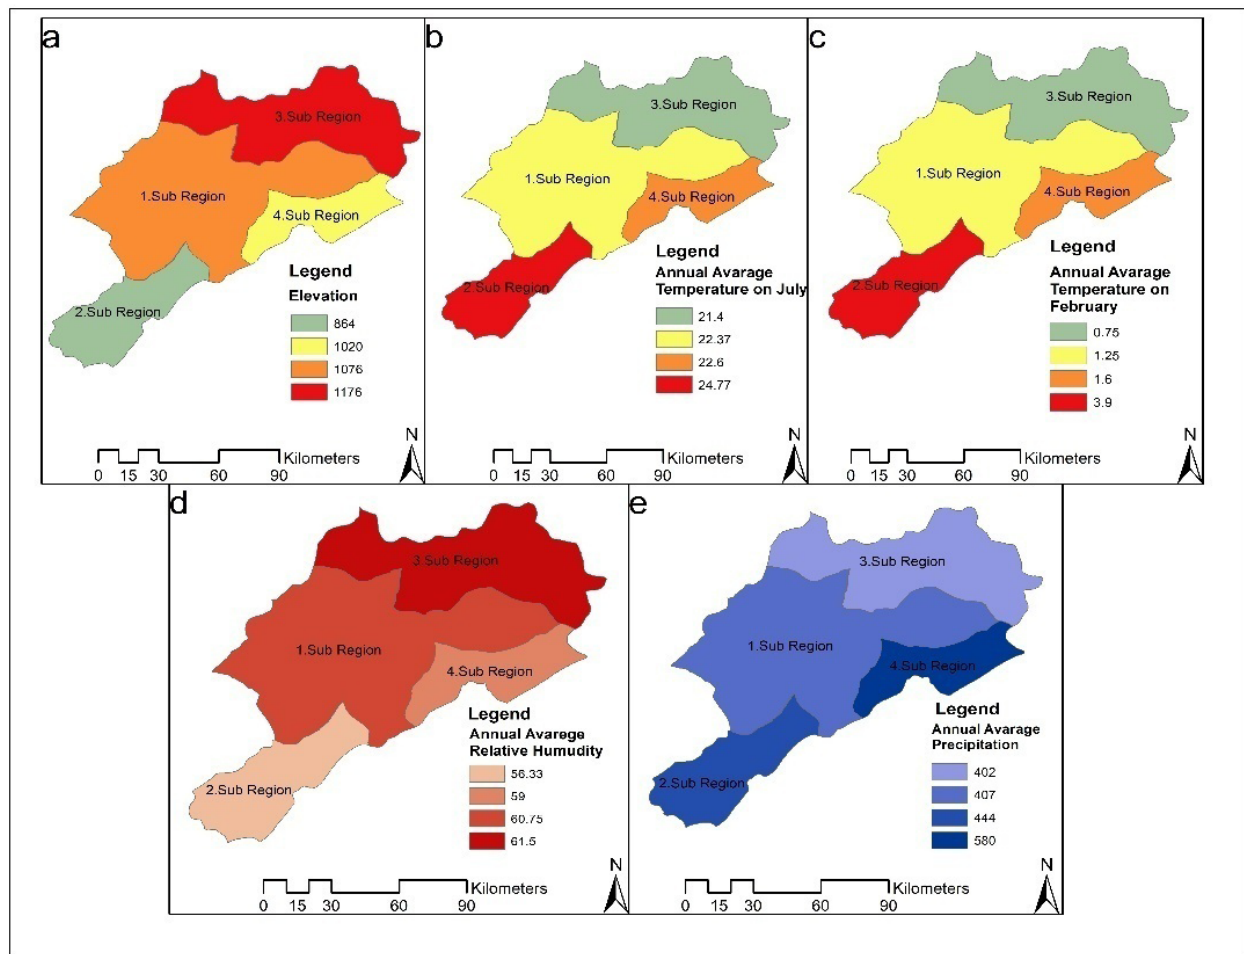 a
3.Sub Region
1.Sub Region
4.Sub Region
2.Sub Region
Legend
Elevation
864
1020
1076
1176
N
Kilometers
0 15 30 60 90
b
3.Sub Region
1.Sub Region
4.Sub Region
2.Sub Region
Legend
Annual Avarage
Temperature on July
21.4
22.37
22.6
24.77
N
Kilometers
0 15 30 60 90
c
3.Sub Region
1.Sub Region
4.Sub Region
2.Sub Region
Legend
Annual Avarage
Temperature on
February
0.75
1.25
1.6
3.9
N
Kilometers
0 15 30 60 90
d
3.Sub Region
1.Sub Region
4.Sub Region
2.Sub Region
Legend
Annual Avarege
Relative Humudity
56.33
59
60.75
61.5
N
Kilometers
0 15 30 60 90
e
3.Sub Region
1.Sub Region
4.Sub Region
2.Sub Region
Legend
Annual Avarage
Precipitation
402
407
444
580
N
Kilometers
0 15 30 60 90